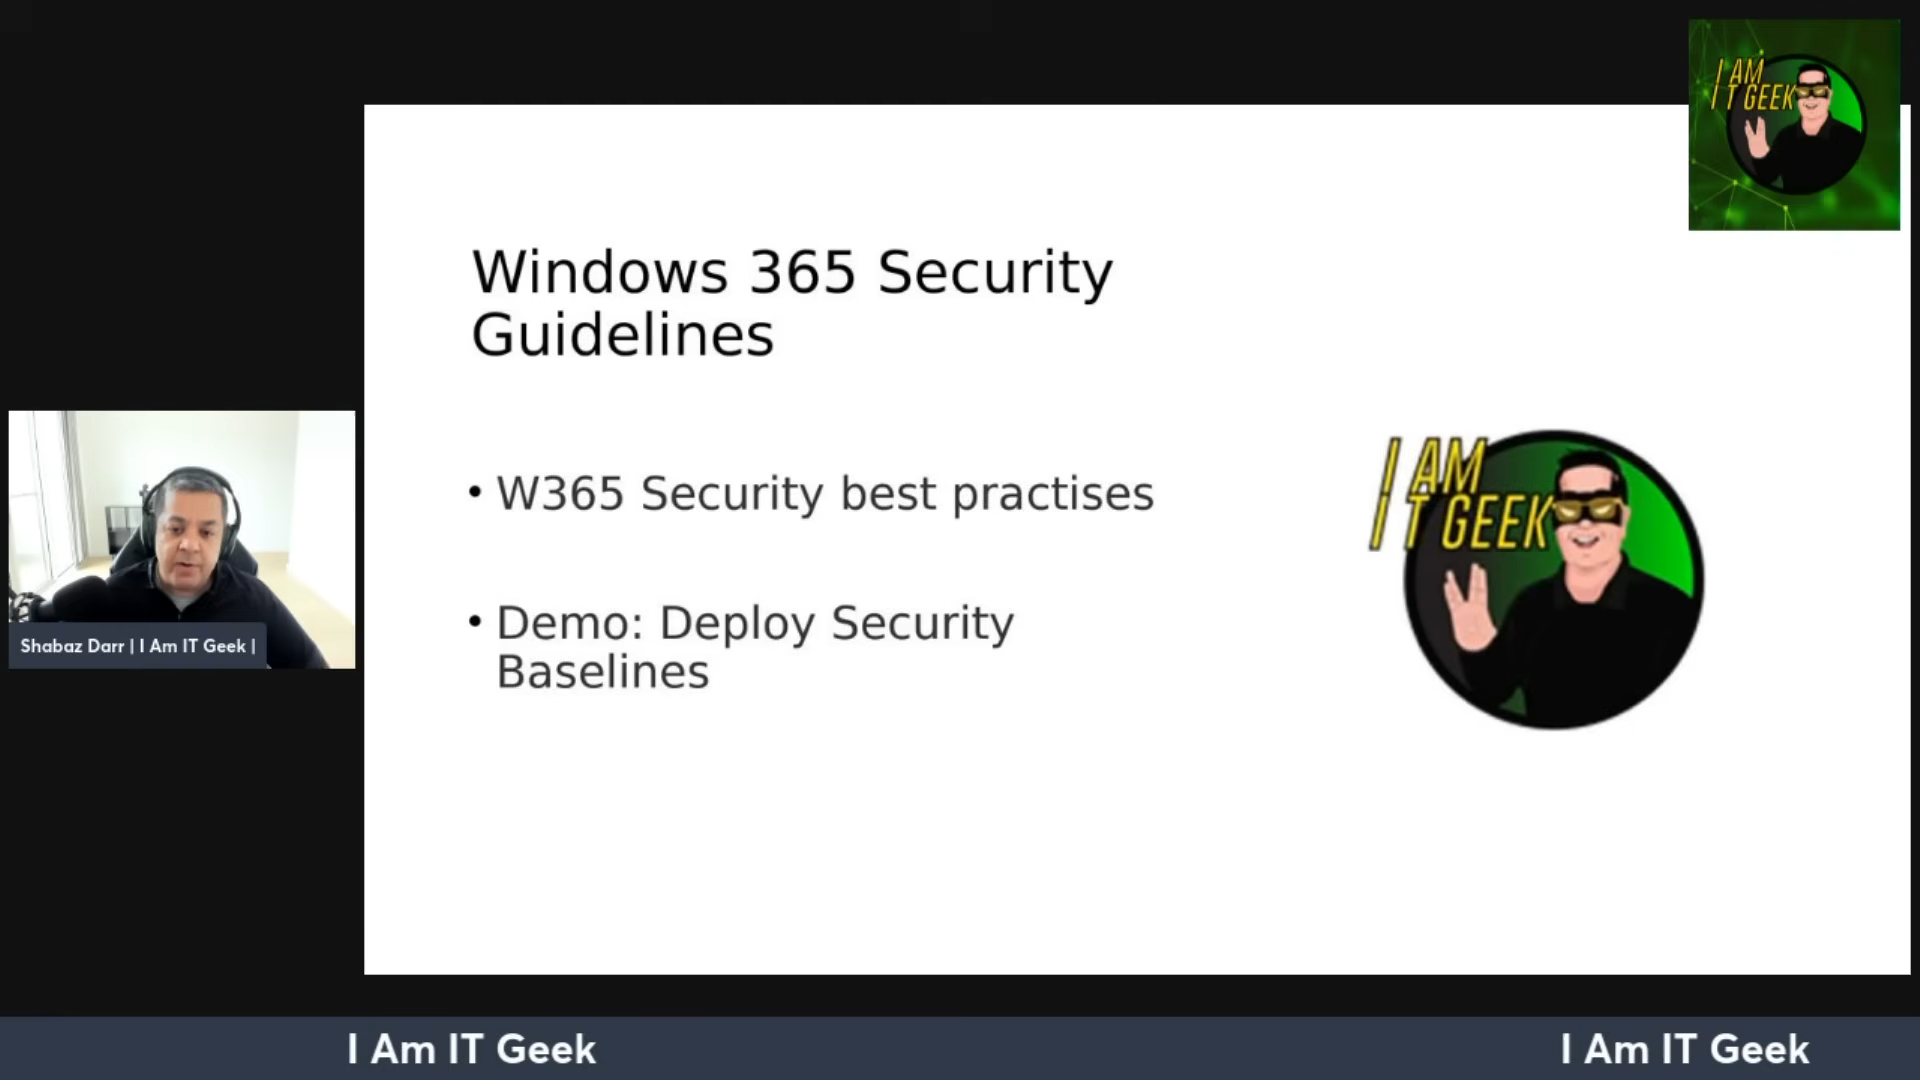 I AM
IT GEEK
Windows 365 Security
Guidelines
• W365 Security best practises
• Demo: Deploy Security
Baselines
I AM
IT GEEK
Shabaz Darr | I Am IT Geek |
I Am IT Geek
I Am IT Geek